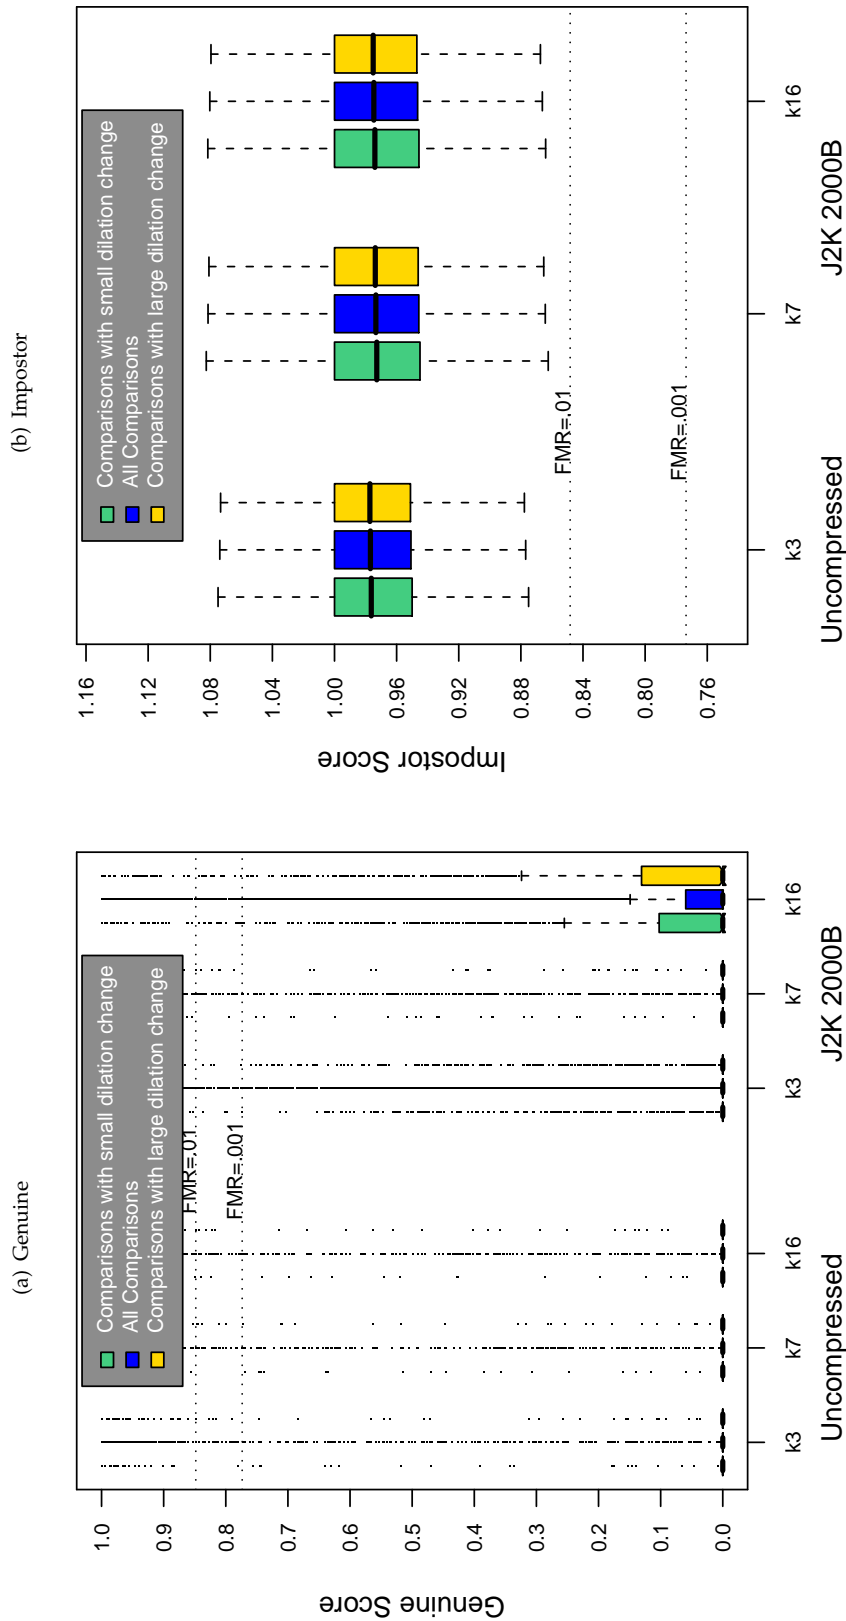 (a) Genuine
Genuine Score
0.0
0.1
0.2
0.3
0.4
0.5
0.6
0.7
0.8
0.9
1.0
Comparisons with small dilation change
All Comparisons
Comparisons with large dilation change
FMR=.01
FMR=.001
k3
k7
k16
k3
k7
k16
Uncompressed
J2K 2000B
(b) Impostor
Impostor Score
0.76
0.80
0.84
0.88
0.92
0.96
1.00
1.04
1.08
1.12
1.16
Comparisons with small dilation change
All Comparisons
Comparisons with large dilation change
FMR=.01
FMR=.001
k3
k7
k16
Uncompressed
J2K 2000B